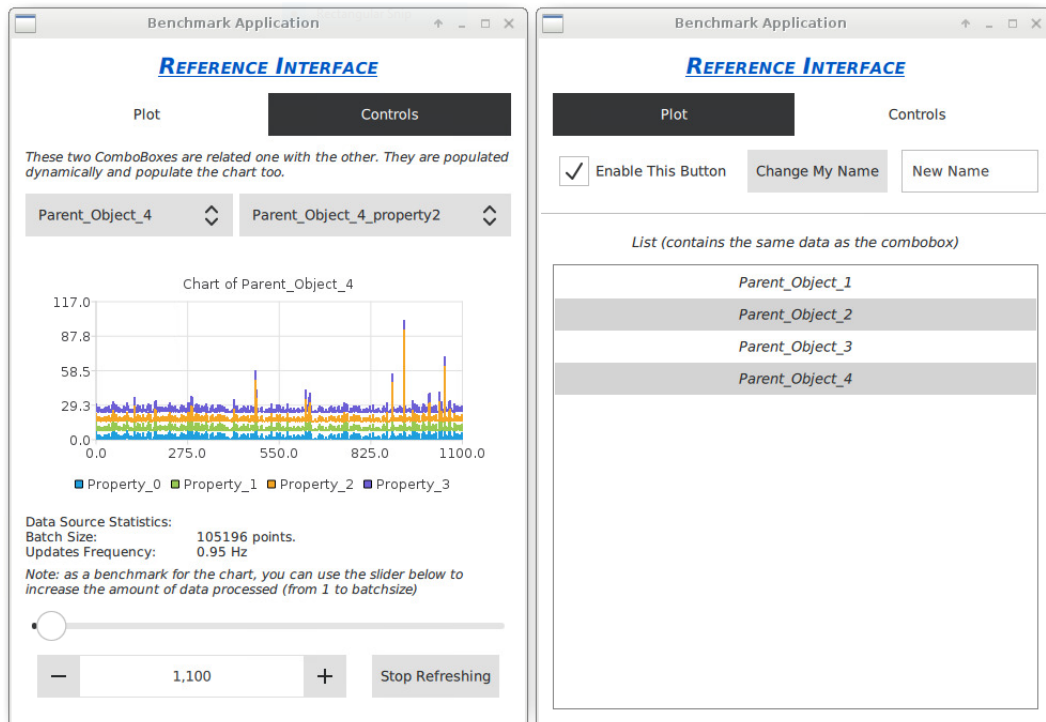 Benchmark Application
REFERENCE INTERFACE
Plot
Controls
These two ComboBoxes are related one with the other. They are populated
dynamically and populate the chart too.
Parent_Object_4
Parent_Object_4_property2
Chart of Parent_Object_4
117.0
87.8
58.5
29.3
0.0
0.0 275.0 550.0 825.0 1100.0
Property_0 Property_1 Property_2 Property_3
Data Source Statistics:
Batch Size: 105196 points.
Updates Frequency: 0.95 Hz
Note: as a benchmark for the chart, you can use the slider below to
increase the amount of data processed (from 1 to batchsize)
− 1,100 +
Stop Refreshing
Benchmark Application
REFERENCE INTERFACE
Plot
Controls
Enable This Button
Change My Name
New Name
List (contains the same data as the combobox)
Parent_Object_1
Parent_Object_2
Parent_Object_3
Parent_Object_4